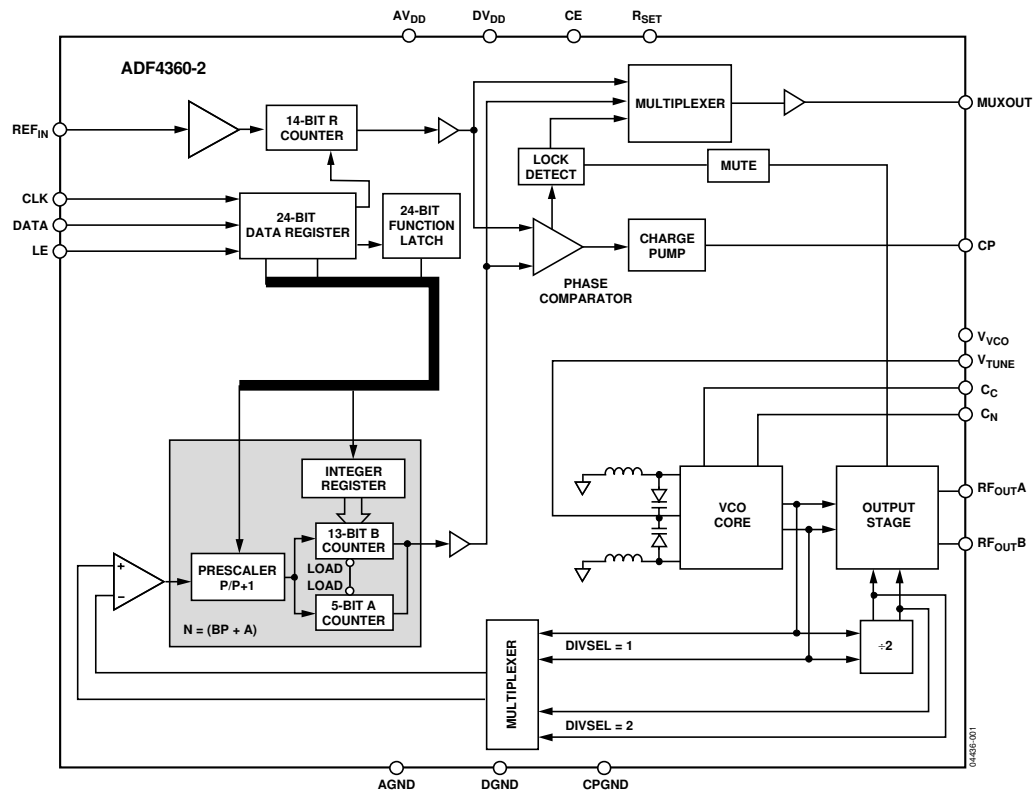 AVDD
DVDD
CE
RSET
ADF4360-2
REFIN
14-BIT R
COUNTER
MULTIPLEXER
MUXOUT
LOCK
DETECT
MUTE
CLK
DATA
LE
24-BIT
DATA REGISTER
24-BIT
FUNCTION
LATCH
CHARGE
PUMP
CP
PHASE
COMPARATOR
VVCO
VTUNE
CC
CN
INTEGER
REGISTER
13-BIT B
COUNTER
VCO
CORE
OUTPUT
STAGE
RFOUTA
RFOUTB
+
−
PRESCALER
P/P+1
LOAD
LOAD
5-BIT A
COUNTER
N = (BP + A)
MULTIPLEXER
DIVSEL = 1
÷2
DIVSEL = 2
04436-001
AGND
DGND
CPGND